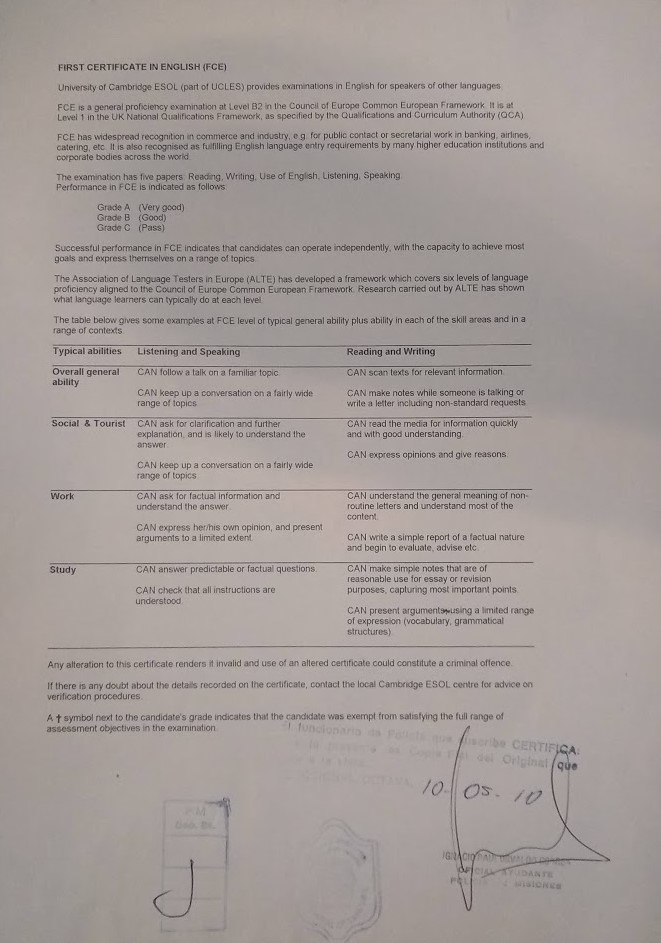 FIRST CERTIFICATE IN ENGLISH (FCE)
University of Cambridge ESOL (part of UCLES) provides examinations in English for speakers of other languages.
FCE is a general proficiency examination at Level B2 in the Council of Europe Common European Framework. It is at
Level 1 in the UK National Qualifications Framework, as specified by the Qualifications and Curriculum Authority (QCA).
FCE has widespread recognition in commerce and industry, e.g. for public contact or secretarial work in banking, airlines,
catering, etc. It is also recognised as fulfilling English language entry requirements by many higher education institutions and
corporate bodies across the world.
The examination has five papers: Reading, Writing, Use of English, Listening, Speaking.
Performance in FCE is indicated as follows:
Grade A (Very good)
Grade B (Good)
Grade C (Pass)
Successful performance in FCE indicates that candidates can operate independently, with the capacity to achieve most
goals and express themselves on a range of topics.
The Association of Language Testers in Europe (ALTE) has developed a framework which covers six levels of language
proficiency aligned to the Council of Europe Common European Framework. Research carried out by ALTE has shown
what language learners can typically do at each level.
The table below gives some examples at FCE level of typical general ability plus ability in each of the skill areas and in a
range of contexts.
Typical abilities Listening and Speaking Reading and Writing
Overall general ability
CAN follow a talk on a familiar topic.
CAN keep up a conversation on a fairly wide
range of topics.
CAN scan texts for relevant information.
CAN make notes while someone is talking or
write a letter including non-standard requests.
Social & Tourist
CAN ask for clarification and further
explanation, and is likely to understand the
answer.
CAN keep up a conversation on a fairly wide
range of topics.
CAN read the media for information quickly
and with good understanding.
CAN express opinions and give reasons.
Work
CAN ask for factual information and
understand the answer.
CAN express her/his own opinion, and present
arguments to a limited extent.
CAN understand the general meaning of non-
routine letters and understand most of the
content.
CAN write a simple report of a factual nature
and begin to evaluate, advise etc.
Study
CAN answer predictable or factual questions.
CAN check that all instructions are
understood.
CAN make simple notes that are of
reasonable use for essay or revision
purposes, capturing most important points.
CAN present arguments, using a limited range
of expression (vocabulary, grammatical
structures).
Any alteration to this certificate renders it invalid and use of an altered certificate could constitute a criminal offence.
If there is any doubt about the details recorded on the certificate, contact the local Cambridge ESOL centre for advice on
verification procedures.
A † symbol next to the candidate's grade indicates that the candidate was exempt from satisfying the full range of
assessment objectives in the examination.
funcionario de Policía que suscribe CERTIFICA: que
es Copia Fiel del Original
10.05.10
MISIONES